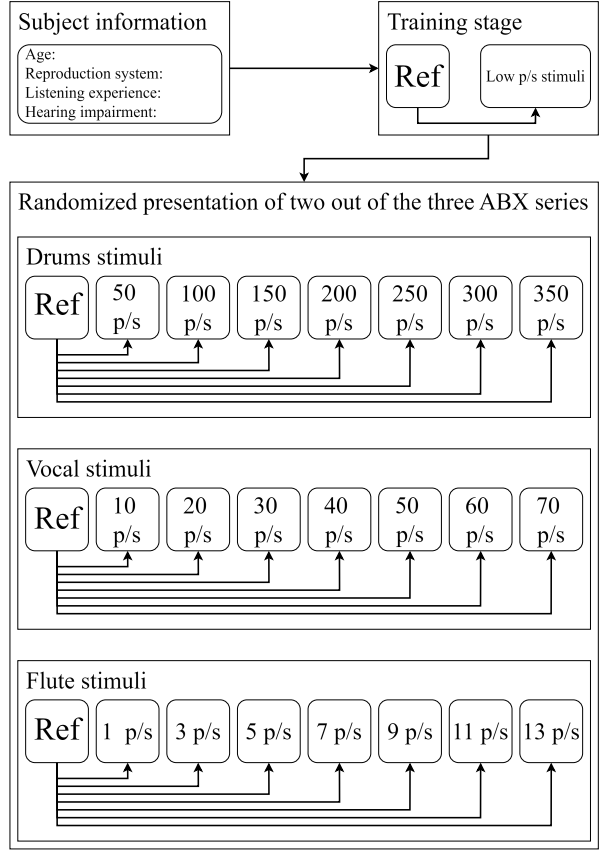 Subject information
Age:
Reproduction system:
Listening experience:
Hearing impairment:
Training stage
Ref
Low p/s stimuli
Randomized presentation of two out of the three ABX series
Drums stimuli
Ref
50
p/s
100
p/s
150
p/s
200
p/s
250
p/s
300
p/s
350
p/s
Vocal stimuli
Ref
10
p/s
20
p/s
30
p/s
40
p/s
50
p/s
60
p/s
70
p/s
Flute stimuli
Ref
1 p/s
3 p/s
5 p/s
7 p/s
9 p/s
11 p/s
13 p/s